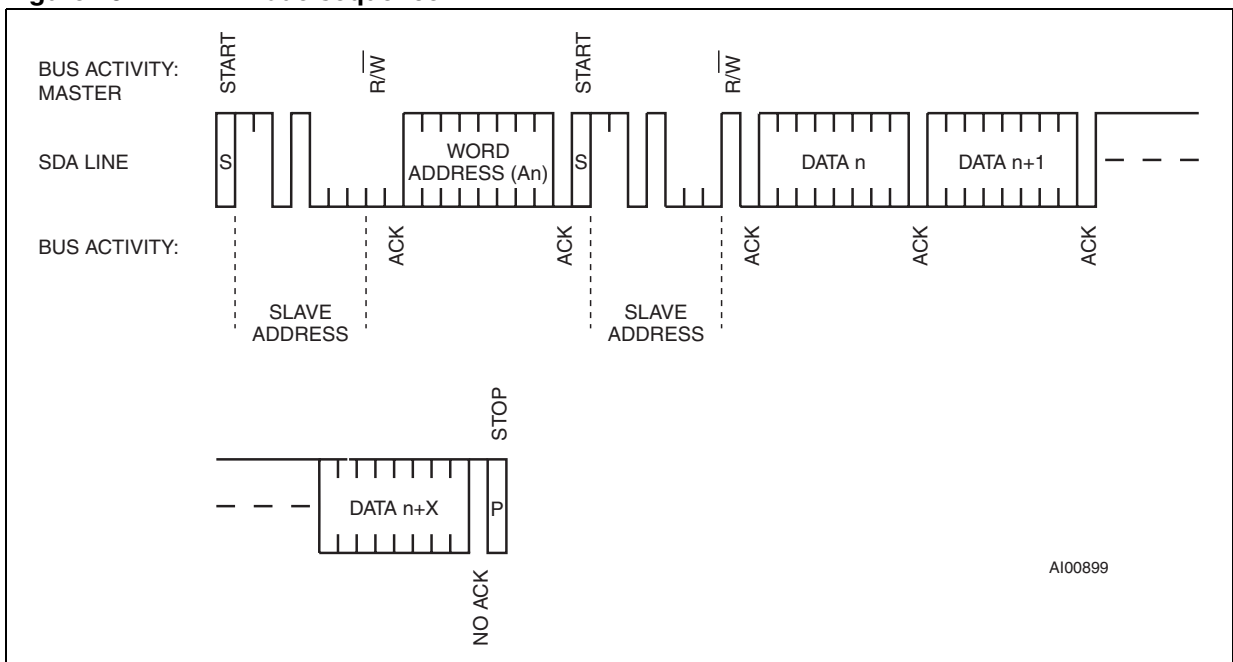 START
R/W
START
R/W
BUS ACTIVITY:
MASTER
SDA LINE
S
WORD
ADDRESS (An)
S
DATA n
DATA n+1
BUS ACTIVITY:
ACK
ACK
ACK
ACK
ACK
SLAVE
ADDRESS
SLAVE
ADDRESS
STOP
DATA n+X
P
NO ACK
AI00899